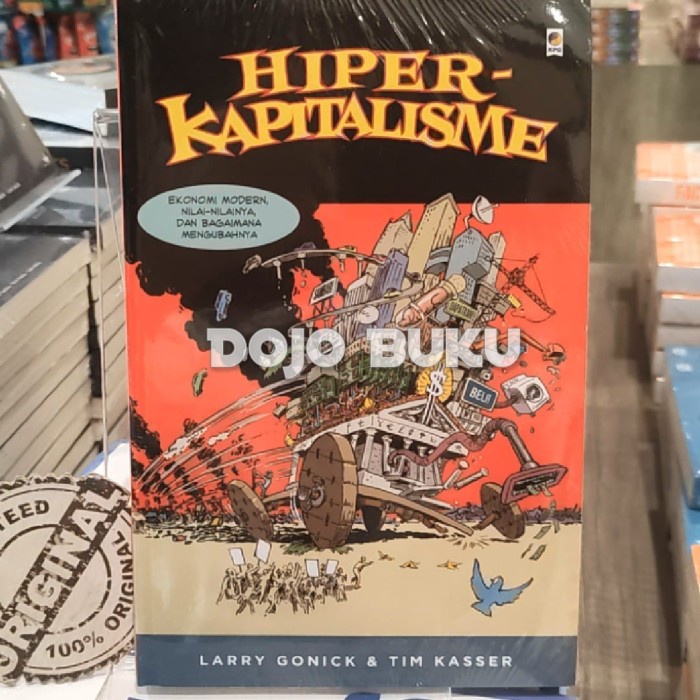 HIPER-
KAPITALISME
KPG
EKONOMI MODERN,
NILAI-NILAINYA,
DAN BAGAIMANA
MENGUBAHNYA
DOJO BUKU
$
BELI!
ORIGINAL
100% ORIGINAL
LARRY GONICK & TIM KASSER